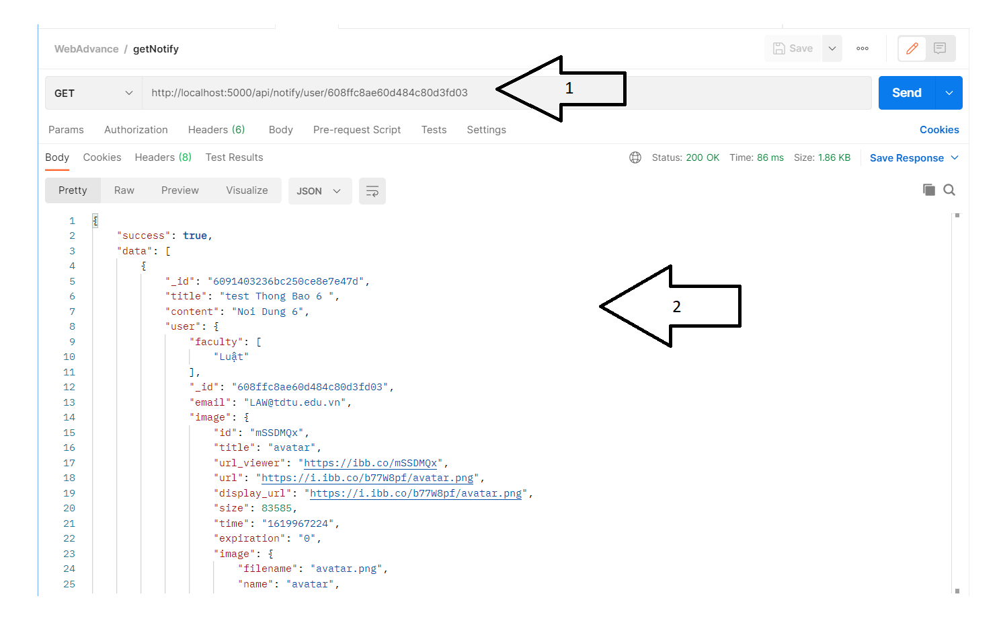 WebAdvance / getNotify
Save
GET
http://localhost:5000/api/notify/user/608ffc8ae60d484c80d3fd03
1
Send
Params Authorization Headers (6) Body Pre-request Script Tests Settings Cookies
Body Cookies Headers (8) Test Results Status: 200 OK Time: 86 ms Size: 1.86 KB Save Response
Pretty Raw Preview Visualize JSON
1 {
2 "success": true,
3 "data": [
4 {
5 "_id": "6091403236bc250ce8e7e47d",
6 "title": "test Thong Bao 6 ",
7 "content": "Noi Dung 6",
2
8 "user": {
9 "faculty": [
10 "Luật"
11 ],
12 "_id": "608ffc8ae60d484c80d3fd03",
13 "email": "LAW@tdtu.edu.vn",
14 "image": {
15 "id": "mSSDMQx",
16 "title": "avatar",
17 "url_viewer": "https://ibb.co/mSSDMQx",
18 "url": "https://i.ibb.co/b77W8pf/avatar.png",
19 "display_url": "https://i.ibb.co/b77W8pf/avatar.png",
20 "size": 83585,
21 "time": "1619967224",
22 "expiration": "0",
23 "image": {
24 "filename": "avatar.png",
25 "name": "avatar",